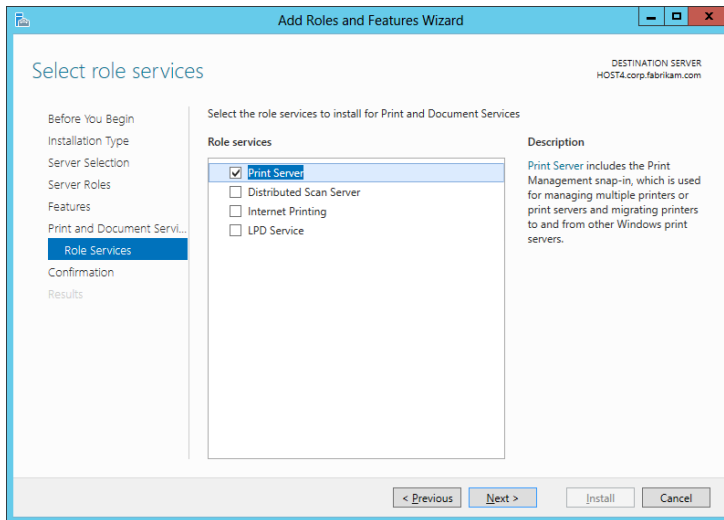 Add Roles and Features Wizard
Select role services
DESTINATION SERVER
HOST4.corp.fabrikam.com
Before You Begin
Installation Type
Server Selection
Server Roles
Features
Print and Document Servi...
Role Services
Confirmation
Results
Select the role services to install for Print and Document Services
Role services
Print Server
Distributed Scan Server
Internet Printing
LPD Service
Description
Print Server includes the Print
Management snap-in, which is used
for managing multiple printers or
print servers and migrating printers
to and from other Windows print
servers.
< Previous
Next >
Install
Cancel